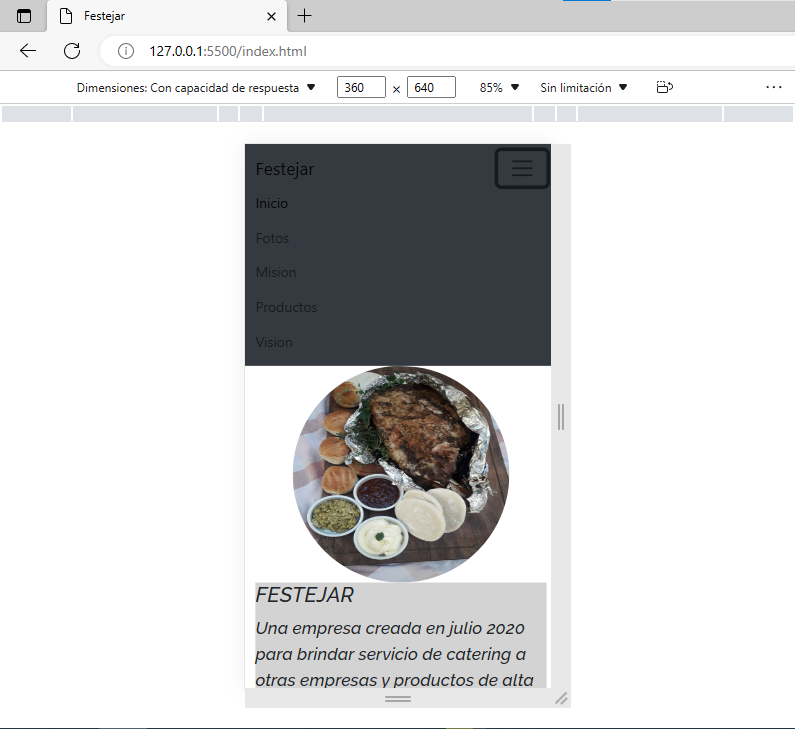 Festejar
127.0.0.1:5500/index.html
Dimensiones: Con capacidad de respuesta 360 × 640 85% Sin limitación
Festejar
Inicio
Fotos
Mision
Productos
Vision
FESTEJAR
Una empresa creada en julio 2020
para brindar servicio de catering a
otras empresas y productos de alta